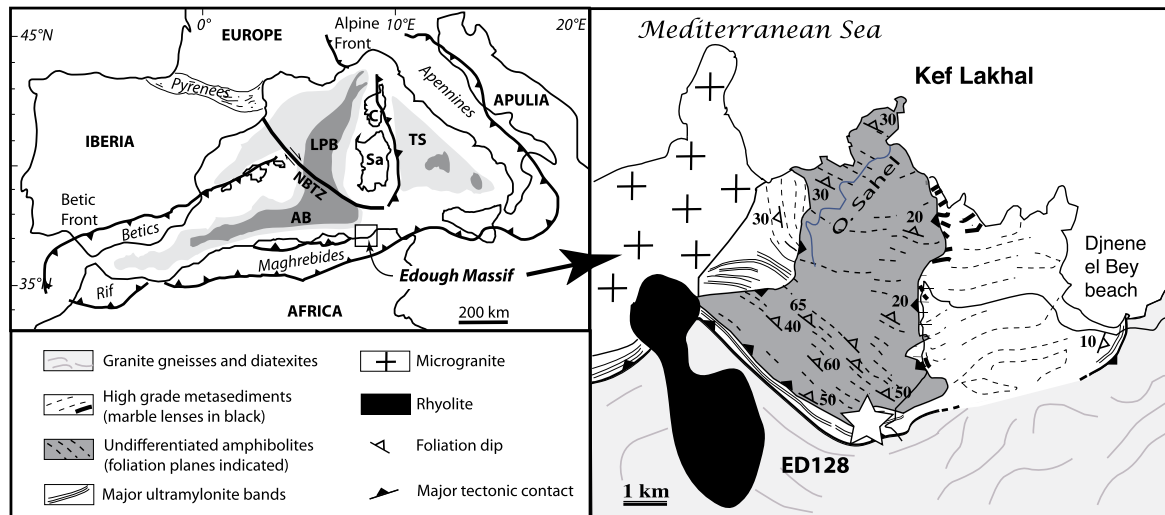 0°
10°E
20°E
45°N
EUROPE
Alpine
Front
Pyrenees
Apennines
APULIA
IBERIA
LPB
C
TS
Sa
NBTZ
Betic
Front
AB
Betics
Maghrebides
Edough Massif
35°
Rif
AFRICA
200 km
Granite gneisses and diatexites
High grade metasediments
(marble lenses in black)
Undifferentiated amphibolites
(foliation planes indicated)
Major ultramylonite bands
Microgranite
Rhyolite
Foliation dip
Major tectonic contact
Mediterranean Sea
Kef Lakhal
30
30
O. Sahel
30
20
Djnene
el Bey
beach
65
20
40
10
60
50
50
ED128
1 km